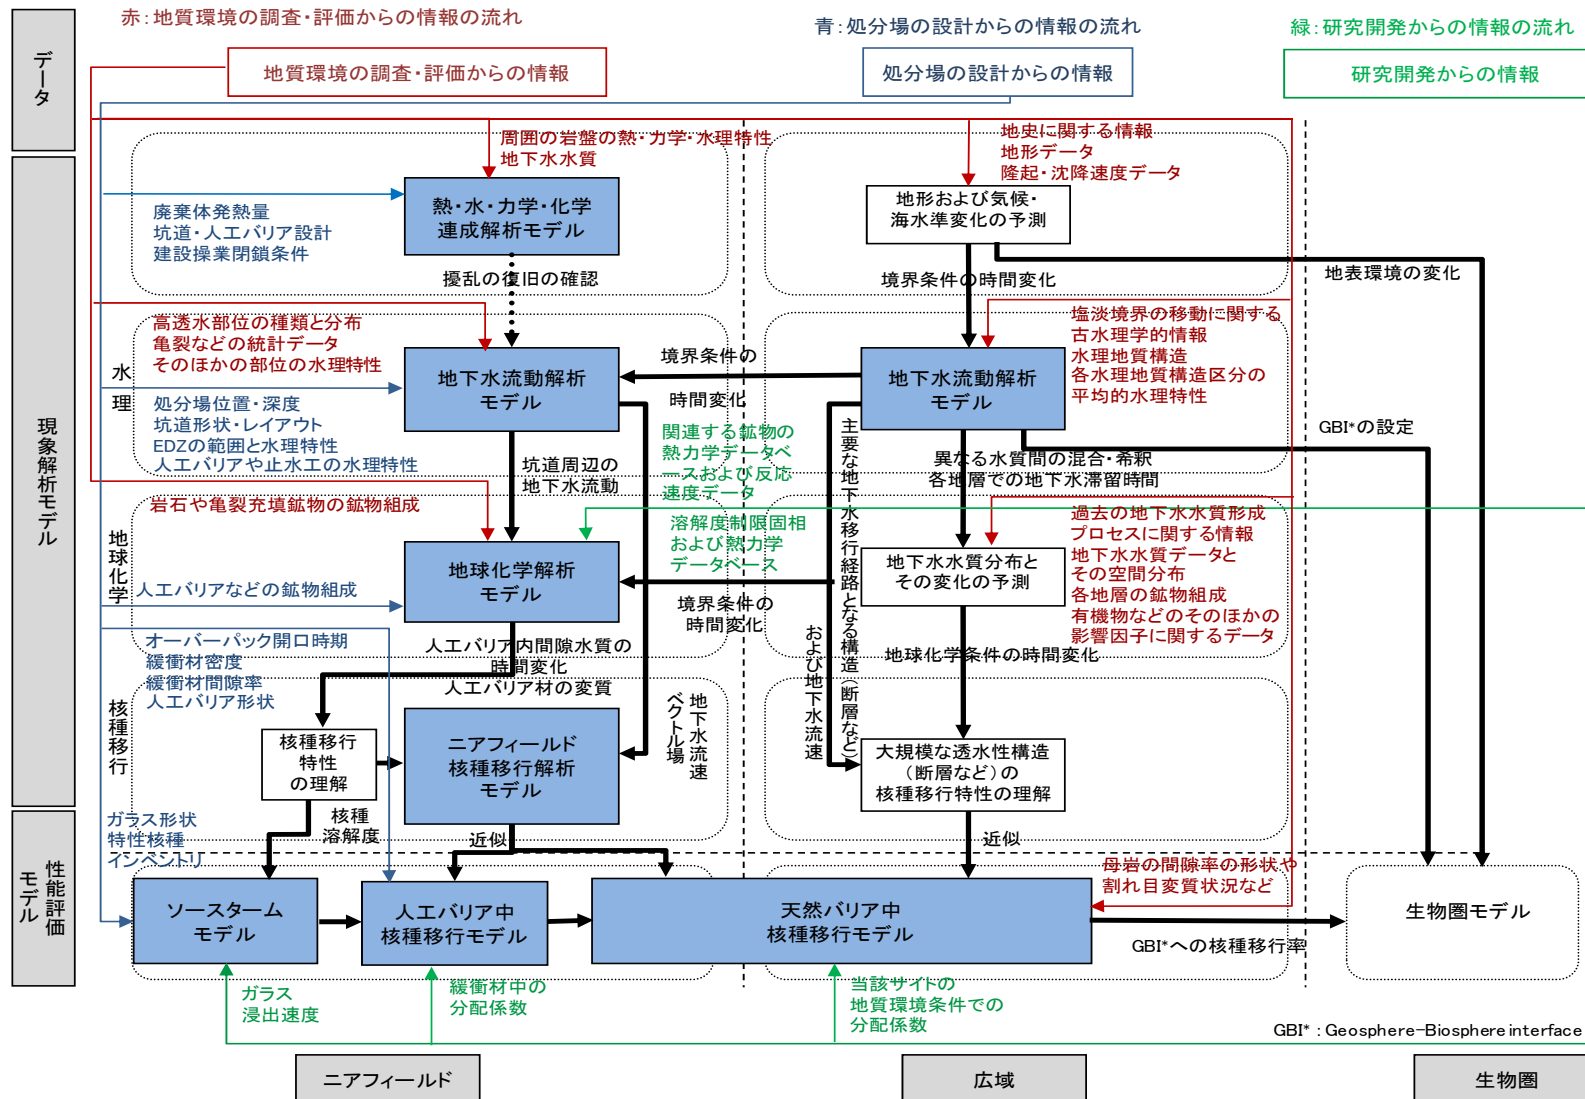 赤：地質環境の調査・評価からの情報の流れ
青：処分場の設計からの情報の流れ
緑：研究開発からの情報の流れ
データ
地質環境の調査・評価からの情報
処分場の設計からの情報
研究開発からの情報
周囲の岩盤の熱・力学・水理特性
地下水水質
地史に関する情報
地形データ
隆起・沈降速度データ
熱・水・力学・化学
連成解析モデル
地形および気候・
海水準変化の予測
廃棄体発熱量
坑道・人工バリア設計
建設操業閉鎖条件
擾乱の復旧の確認
境界条件の時間変化
地表環境の変化
現象解析モデル
水理
高透水部位の種類と分布
亀裂などの統計データ
そのほかの部位の水理特性
地下水流動解析
モデル
境界条件の
時間変化
地下水流動解析
モデル
塩淡境界の移動に関する
古水理学的情報
水理地質構造
各水理地質構造区分の
平均的水理特性
処分場位置・深度
坑道形状・レイアウト
EDZの範囲と水理特性
人工バリアや止水工の水理特性
坑道周辺の
地下水流動
関連する鉱物の
熱力学データベ
ースおよび反応
速度データ
主要な地下水移行経路となる構造（断層など）
および地下水流速
異なる水質間の混合・希釈
各地層での地下水滞留時間
GBI*の設定
地球化学
岩石や亀裂充填鉱物の鉱物組成
地球化学解析
モデル
溶解度制限固相
および熱力学
データベース
地下水水質分布と
その変化の予測
過去の地下水水質形成
プロセスに関する情報
地下水水質データと
その空間分布
各地層の鉱物組成
有機物などのそのほかの
影響因子に関するデータ
人工バリアなどの鉱物組成
境界条件の
時間変化
オーバーパック開口時期
緩衝材密度
緩衝材間隙率
人工バリア形状
人工バリア内間隙水質の
時間変化
人工バリア材の変質
地球化学条件の時間変化
核種移行
核種移行
特性
の理解
ニアフィールド
核種移行解析
モデル
地下水流速
ベクトル場
大規模な透水性構造
（断層など）の
核種移行特性の理解
ガラス形状
特性核種
インベントリ
核種
溶解度
近似
近似
性能評価
モデル
母岩の間隙率の形状や
割れ目変質状況など
ソースターム
モデル
人工バリア中
核種移行モデル
天然バリア中
核種移行モデル
生物圏モデル
GBI*への核種移行率
ガラス
浸出速度
緩衝材中の
分配係数
当該サイトの
地質環境条件での
分配係数
GBI*：Geosphere-Biosphere interface
ニアフィールド
広域
生物圏